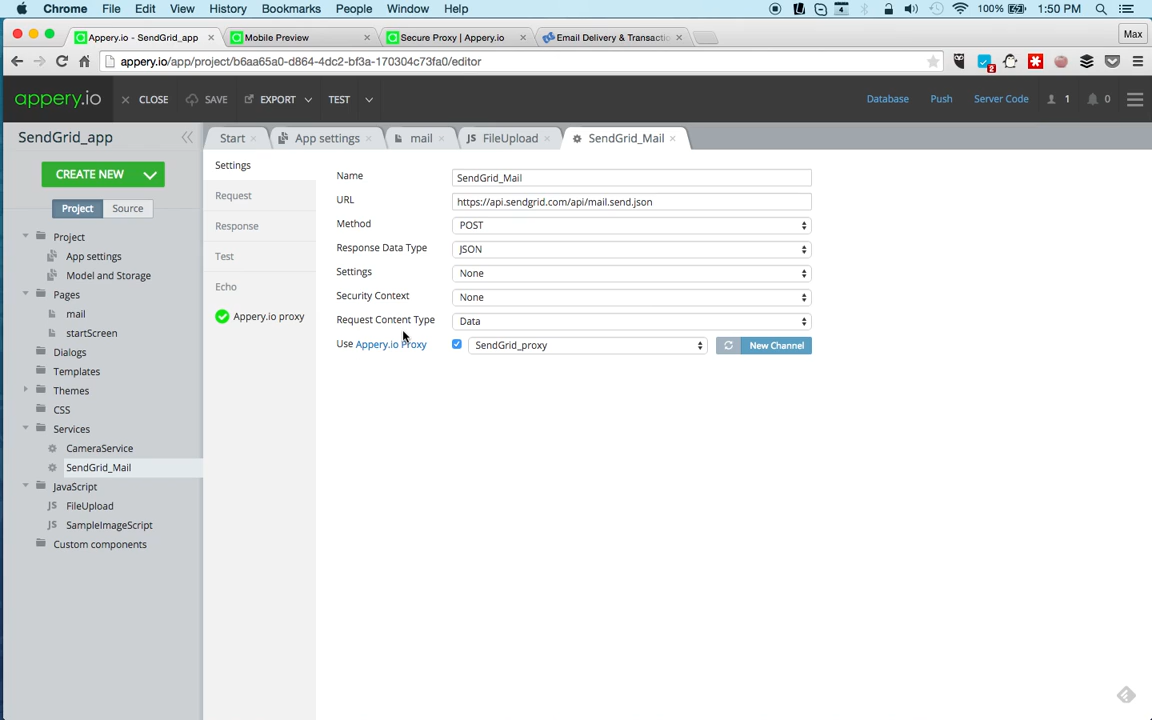 Chrome File Edit View History Bookmarks People Window Help 4 100% 1:50 PM
Appery.io - SendGrid_app × Mobile Preview × Secure Proxy | Appery.io × Email Delivery & Transactio × Max
appery.io/app/project/b6aa65a0-d864-4dc2-bf3a-170304c73fa0/editor 2
appery.io × CLOSE SAVE EXPORT TEST Database Push Server Code 1 0
SendGrid_app Start × App settings × mail × JS FileUpload × SendGrid_Mail ×
CREATE NEW
Project Source
Project
App settings
Model and Storage
Pages
mail
startScreen
Dialogs
Templates
Themes
CSS
Services
CameraService
SendGrid_Mail
JavaScript
JS FileUpload
JS SampleImageScript
Custom components
Settings
Request
Response
Test
Echo
Appery.io proxy
Name SendGrid_Mail
URL https://api.sendgrid.com/api/mail.send.json
Method POST
Response Data Type JSON
Settings None
Security Context None
Request Content Type Data
Use Appery.io Proxy SendGrid_proxy New Channel